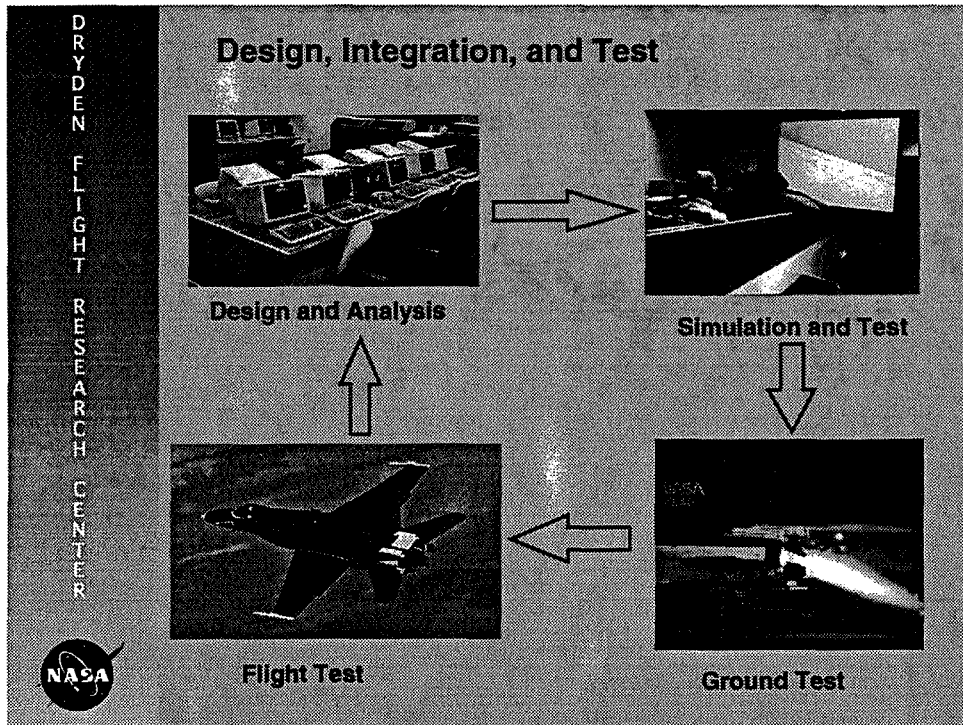 DRYDEN FLIGHT RESEARCH CENTER
Design, Integration, and Test
Design and Analysis
Simulation and Test
Flight Test
Ground Test
NASA